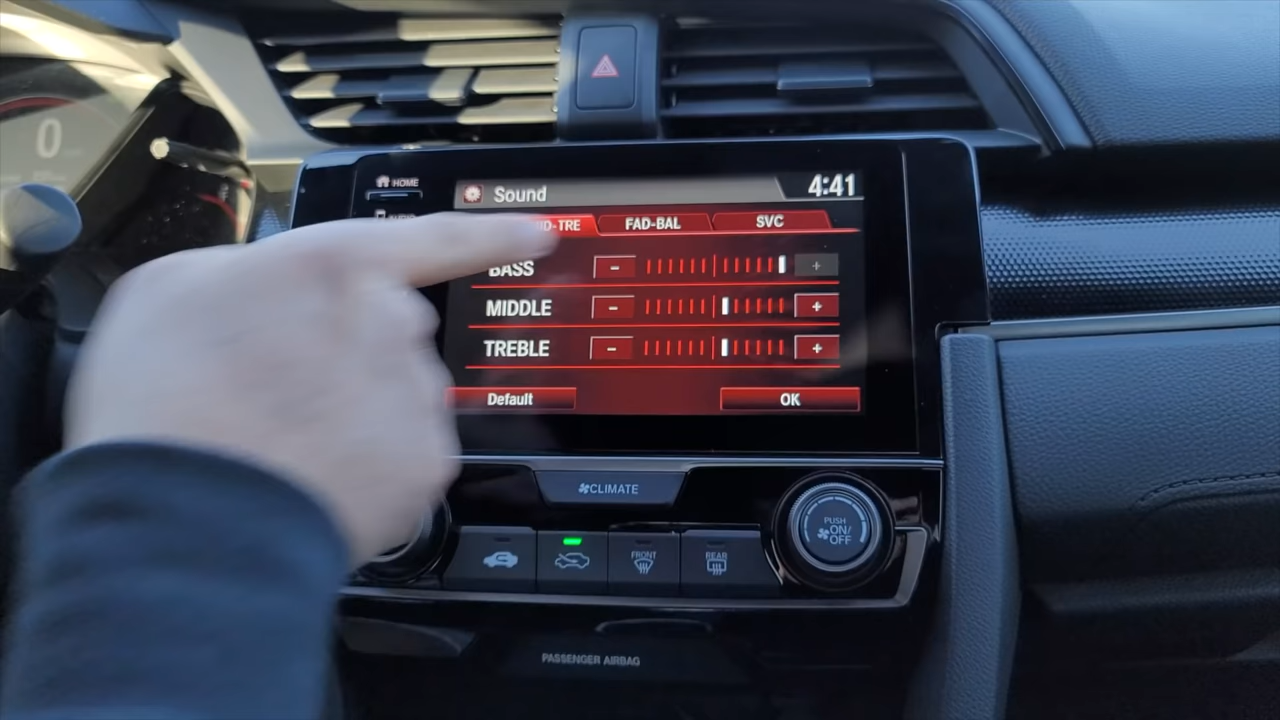 0
HOME
Sound
4:41
FAD-BAL
SVC
BASS
- +
MIDDLE
- +
TREBLE
- +
Default
OK
CLIMATE
PUSH
ON/
OFF
FRONT
REAR
PASSENGER AIRBAG